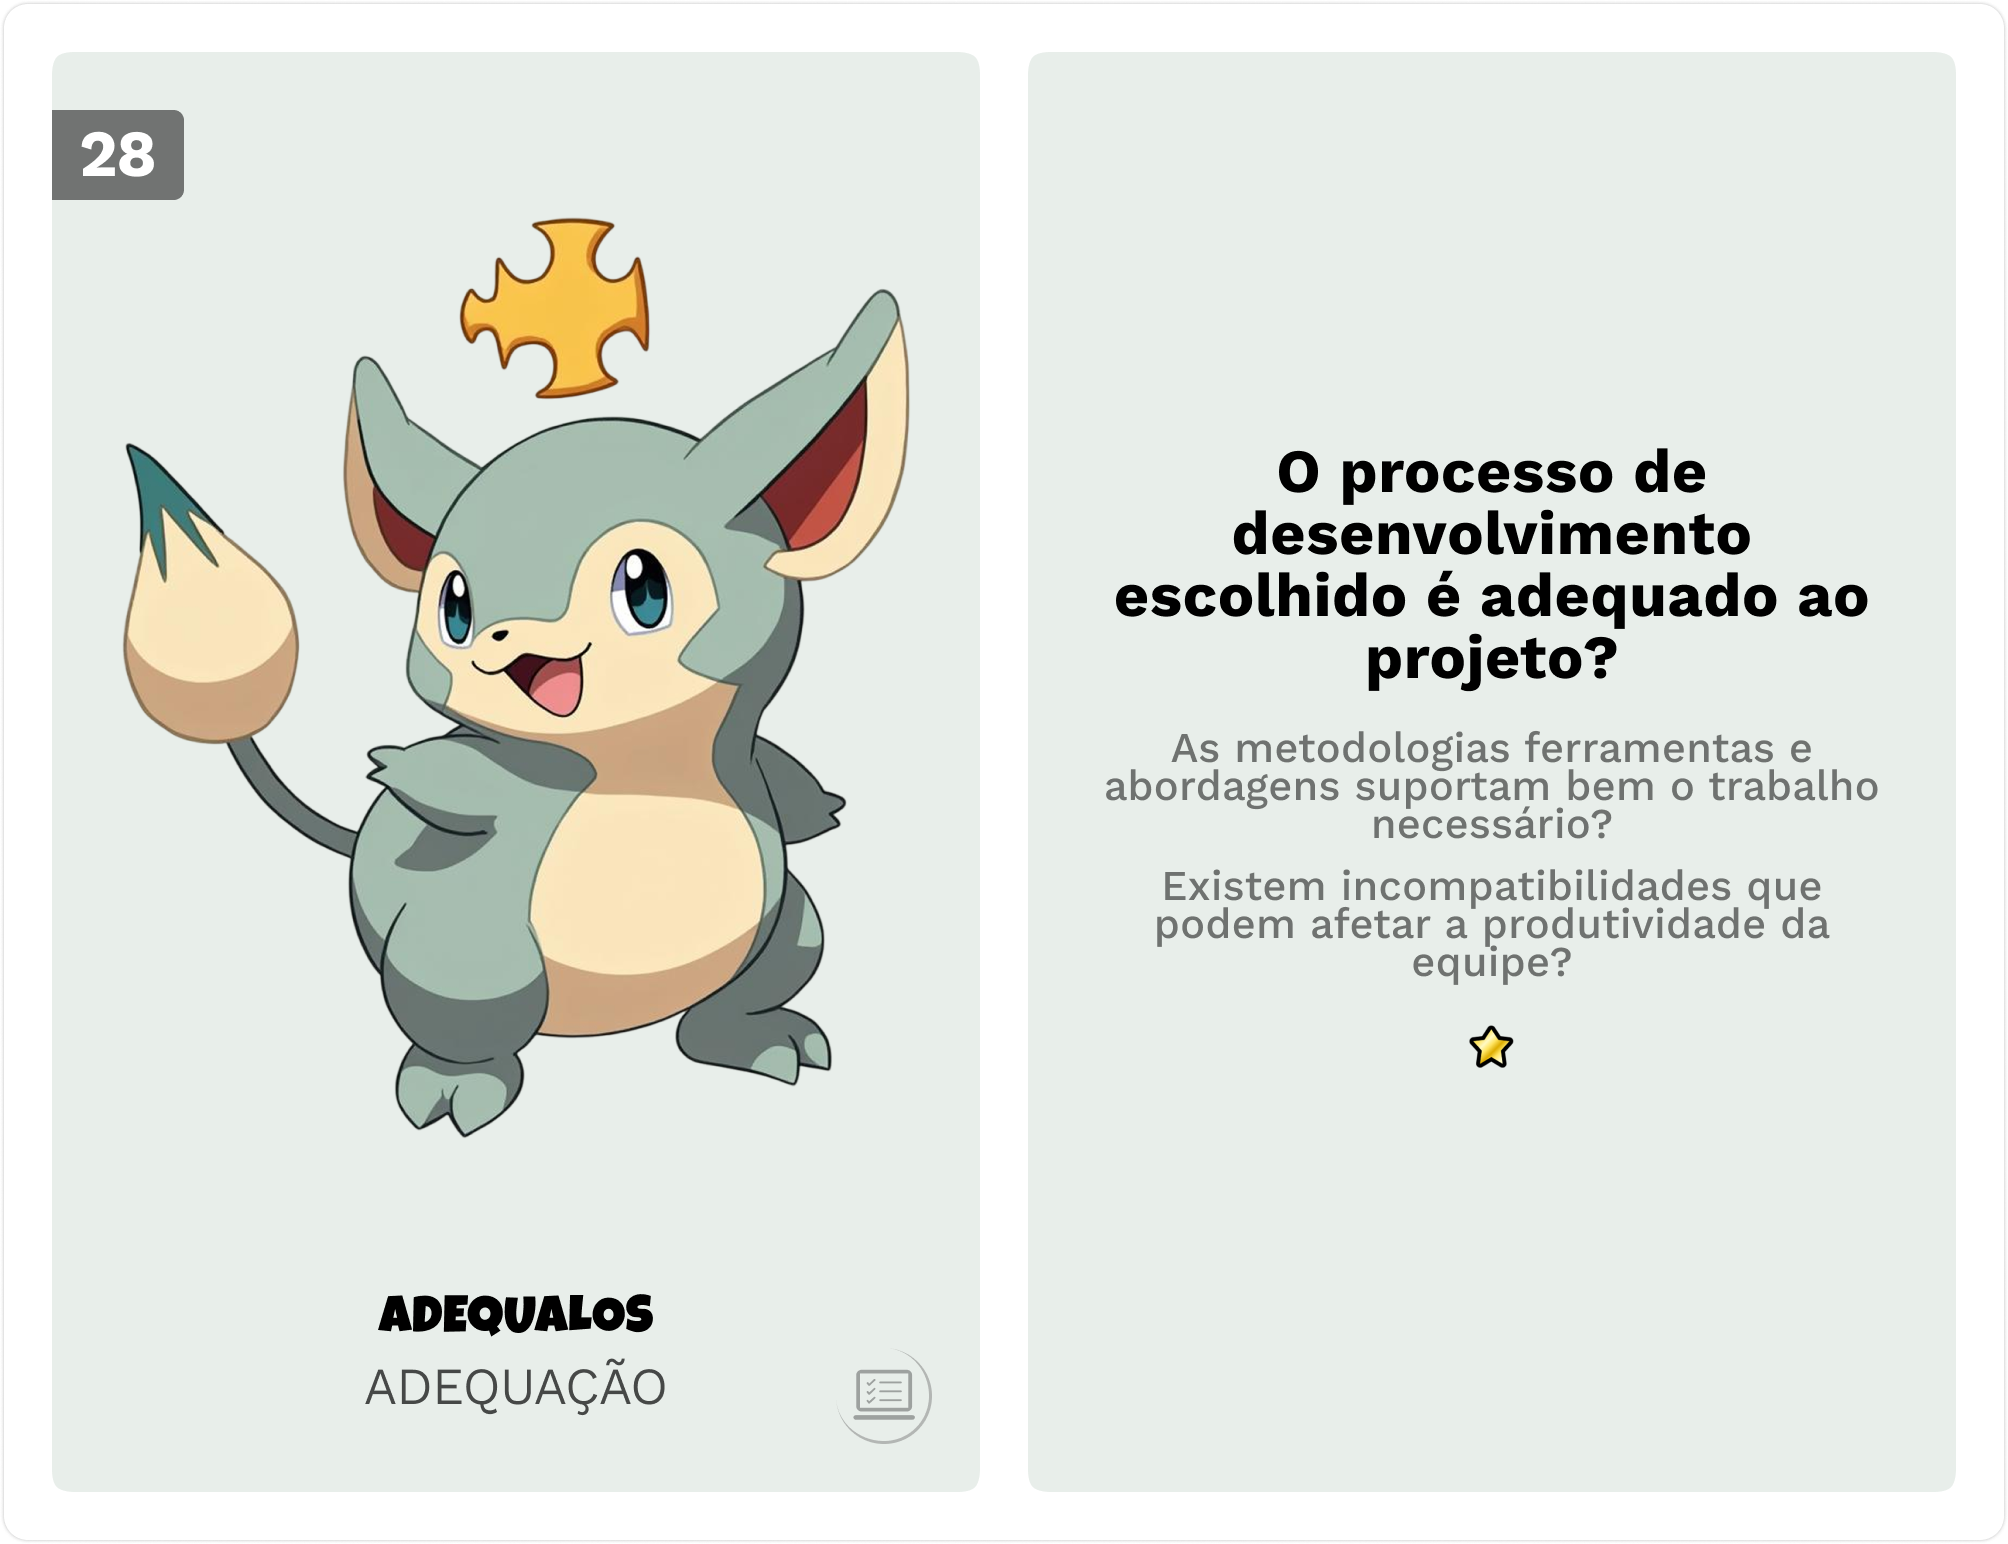 28
ADEQUALOS
ADEQUAÇÃO
O processo de
desenvolvimento
escolhido é adequado ao
projeto?
As metodologias ferramentas e
abordagens suportam bem o trabalho
necessário?
Existem incompatibilidades que
podem afetar a produtividade da
equipe?